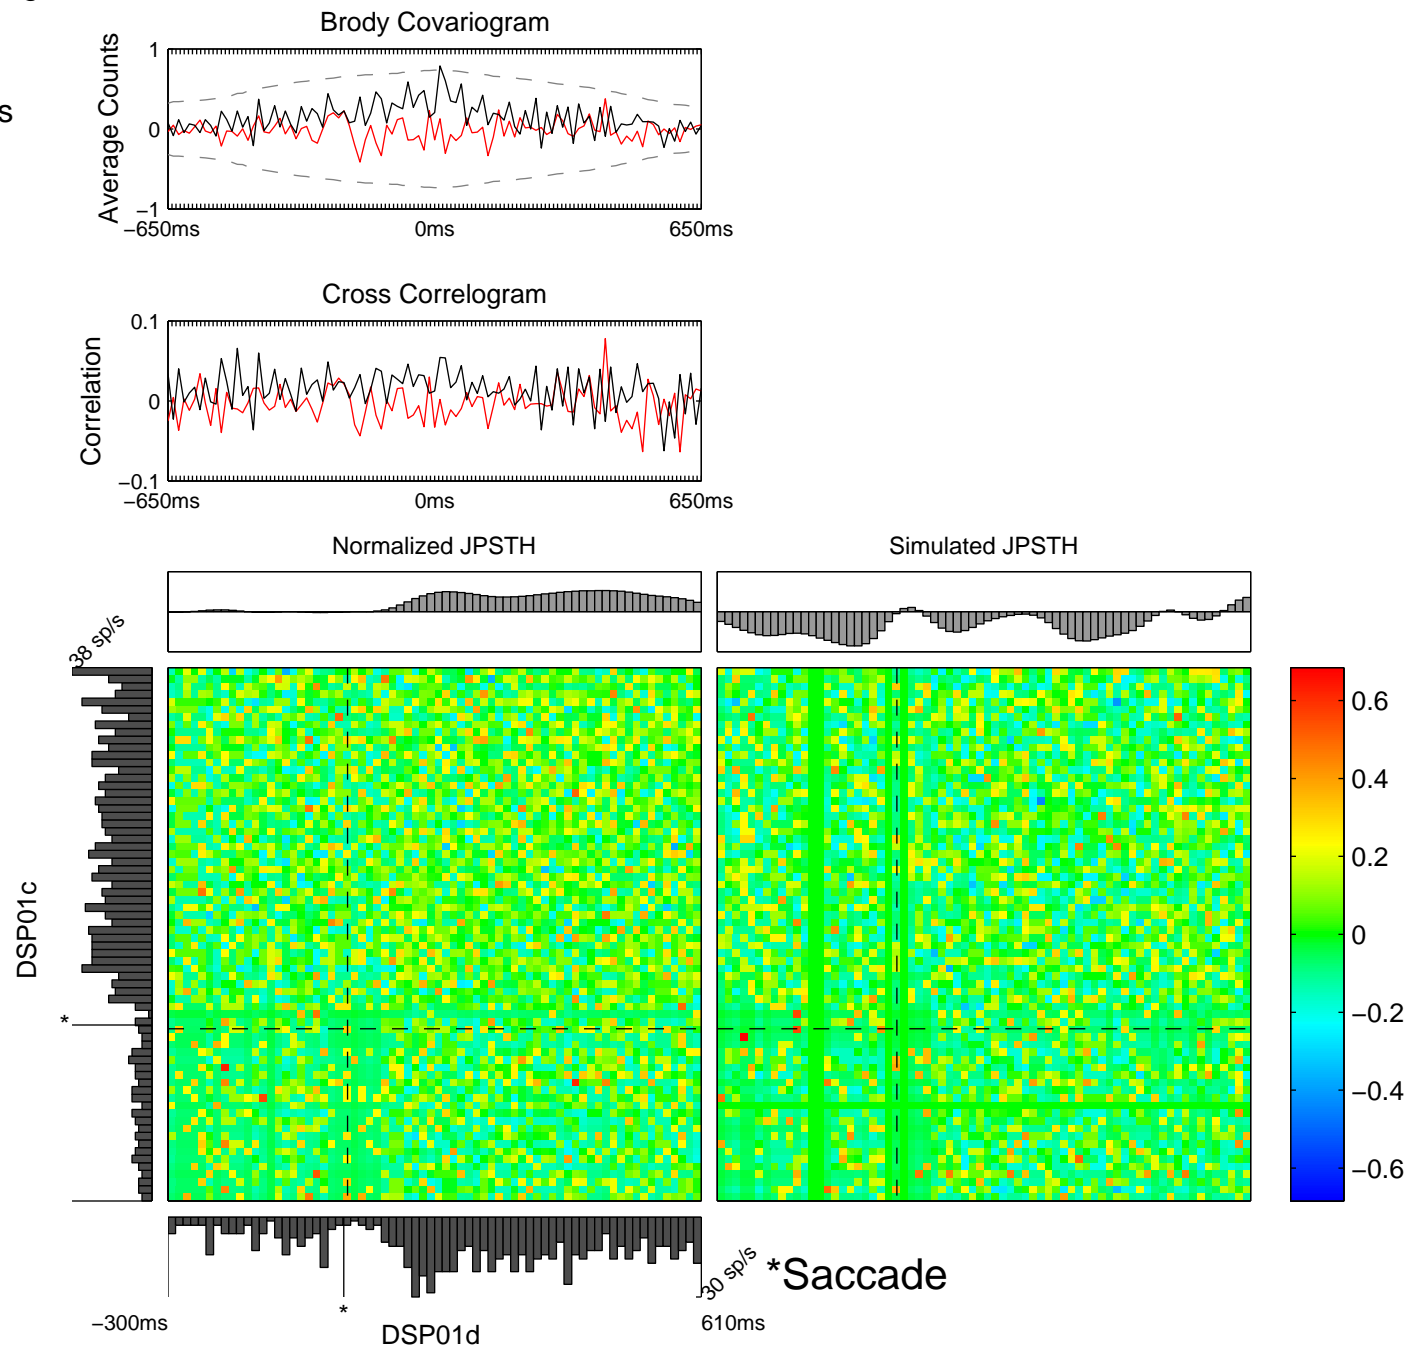 g
Brody Covariogram
s
Average Counts
1
0
−1
−650ms
0ms
650ms
Cross Correlogram
Correlation
0.1
0
−0.1
−650ms
0ms
650ms
Normalized JPSTH
Simulated JPSTH
38 sp/s
DSP01c
*
0.6
0.4
0.2
0
−0.2
−0.4
−0.6
30 sp/s
*Saccade
*
−300ms
DSP01d
610ms